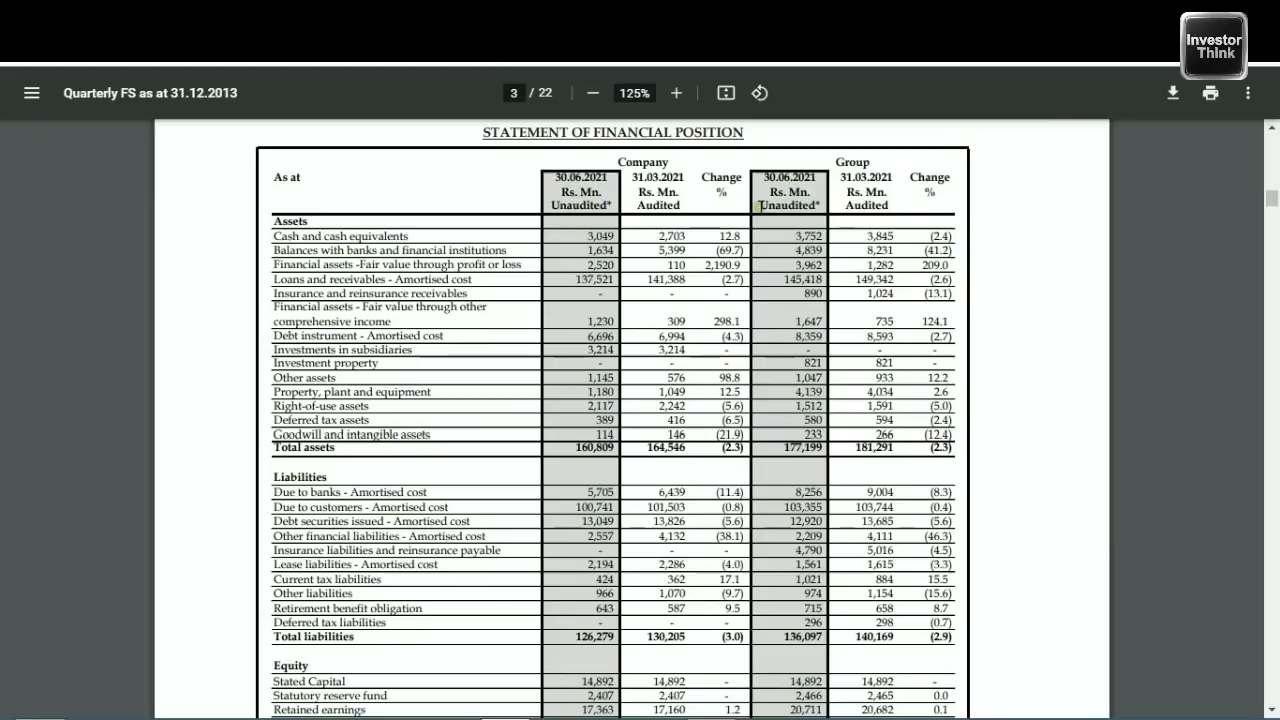 Investor
Think
Quarterly FS as at 31.12.2013
3 / 22
125%
STATEMENT OF FINANCIAL POSITION
Company Group
As at 30.06.2021 31.03.2021 Change 30.06.2021 31.03.2021 Change
Rs. Mn. Rs. Mn. % Rs. Mn. Rs. Mn. %
Unaudited* Audited Unaudited* Audited
Assets
Cash and cash equivalents 3,049 2,703 12.8 3,752 3,845 (2.4)
Balances with banks and financial institutions 1,634 5,399 (69.7) 4,839 8,231 (41.2)
Financial assets -Fair value through profit or loss 2,520 110 2,190.9 3,962 1,282 209.0
Loans and receivables - Amortised cost 137,521 141,388 (2.7) 145,418 149,342 (2.6)
Insurance and reinsurance receivables - - - 890 1,024 (13.1)
Financial assets - Fair value through other
comprehensive income 1,230 309 298.1 1,647 735 124.1
Debt instrument - Amortised cost 6,696 6,994 (4.3) 8,359 8,593 (2.7)
Investments in subsidiaries 3,214 3,214 - - - -
Investment property - - - 821 821 -
Other assets 1,145 576 98.8 1,047 933 12.2
Property, plant and equipment 1,180 1,049 12.5 4,139 4,034 2.6
Right-of-use assets 2,117 2,242 (5.6) 1,512 1,591 (5.0)
Deferred tax assets 389 416 (6.5) 580 594 (2.4)
Goodwill and intangible assets 114 146 (21.9) 233 266 (12.4)
Total assets 160,809 164,546 (2.3) 177,199 181,291 (2.3)
Liabilities
Due to banks - Amortised cost 5,705 6,439 (11.4) 8,256 9,004 (8.3)
Due to customers - Amortised cost 100,741 101,503 (0.8) 103,355 103,744 (0.4)
Debt securities issued - Amortised cost 13,049 13,826 (5.6) 12,920 13,685 (5.6)
Other financial liabilities - Amortised cost 2,557 4,132 (38.1) 2,209 4,111 (46.3)
Insurance liabilities and reinsurance payable - - - 4,790 5,016 (4.5)
Lease liabilities - Amortised cost 2,194 2,286 (4.0) 1,561 1,615 (3.3)
Current tax liabilities 424 362 17.1 1,021 884 15.5
Other liabilities 966 1,070 (9.7) 974 1,154 (15.6)
Retirement benefit obligation 643 587 9.5 715 658 8.7
Deferred tax liabilities - - - 296 298 (0.7)
Total liabilities 126,279 130,205 (3.0) 136,097 140,169 (2.9)
Equity
Stated Capital 14,892 14,892 - 14,892 14,892 -
Statutory reserve fund 2,407 2,407 - 2,466 2,465 0.0
Retained earnings 17,363 17,160 1.2 20,711 20,682 0.1